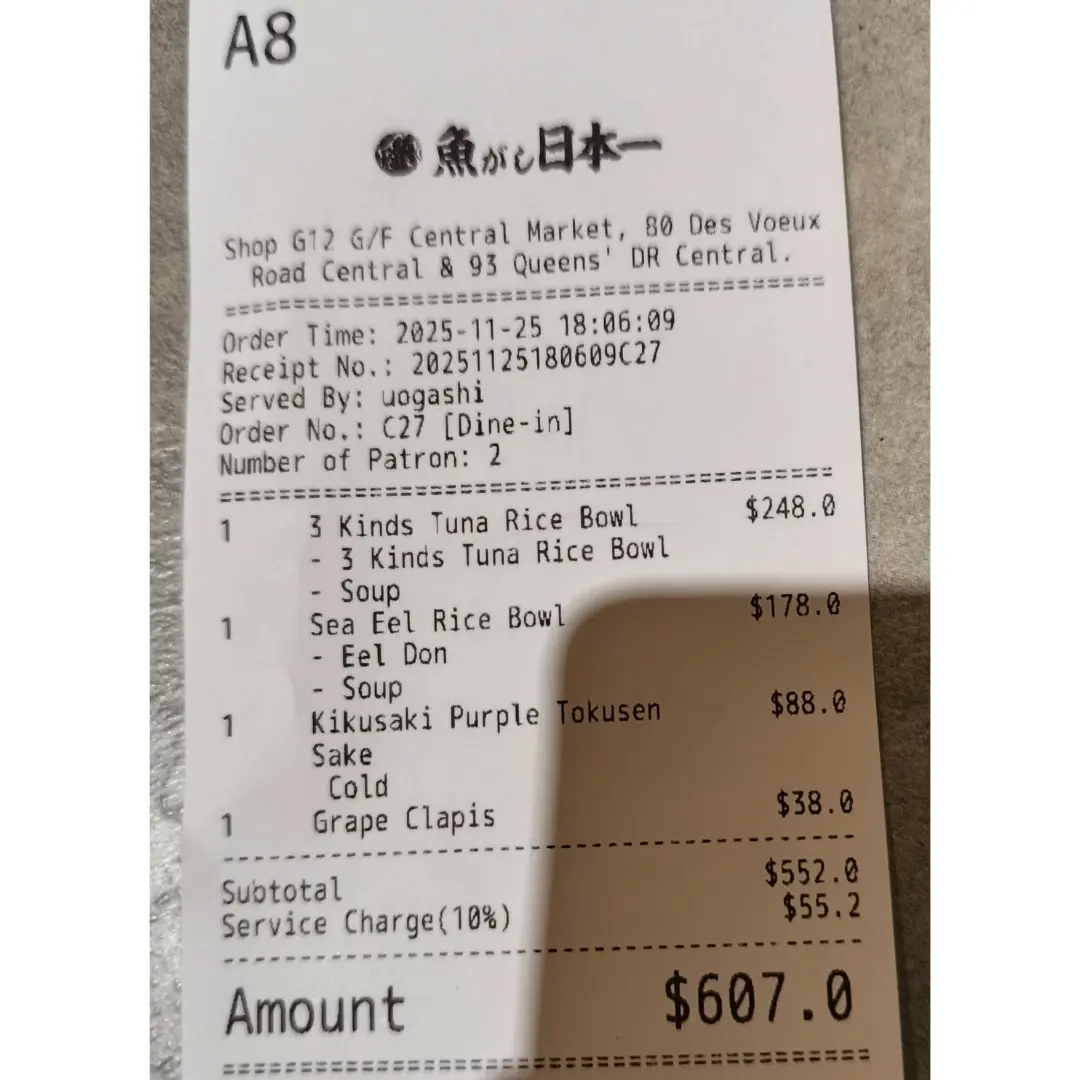 A8
魚がし日本一
Shop G12 G/F Central Market, 80 Des Voeux
Road Central & 93 Queens' DR Central.
========================================
Order Time: 2025-11-25 18:06:09
Receipt No.: 20251125180609C27
Served By: uogashi
Order No.: C27 [Dine-in]
Number of Patron: 2
========================================
1 3 Kinds Tuna Rice Bowl $248.0
- 3 Kinds Tuna Rice Bowl
- Soup
1 Sea Eel Rice Bowl $178.0
- Eel Don
- Soup
1 Kikusaki Purple Tokusen $88.0
Sake
Cold
1 Grape Clapis $38.0
----------------------------------------
Subtotal $552.0
Service Charge(10%) $55.2
----------------------------------------
Amount $607.0
========================================